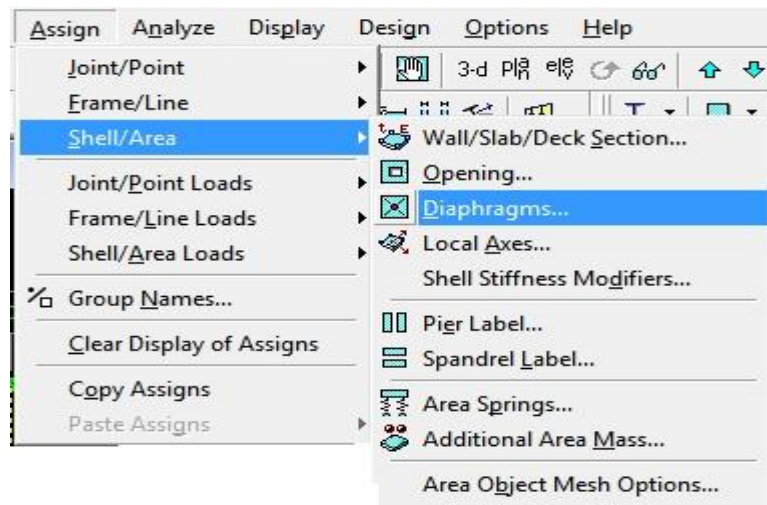 Assign Analyze Display Design Options Help
Joint/Point
Frame/Line
Shell/Area
Joint/Point Loads
Frame/Line Loads
Shell/Area Loads
Group Names...
Clear Display of Assigns
Copy Assigns
Paste Assigns
3-d
Wall/Slab/Deck Section...
Opening...
Diaphragms...
Local Axes...
Shell Stiffness Modifiers...
Pier Label...
Spandrel Label...
Area Springs...
Additional Area Mass...
Area Object Mesh Options...